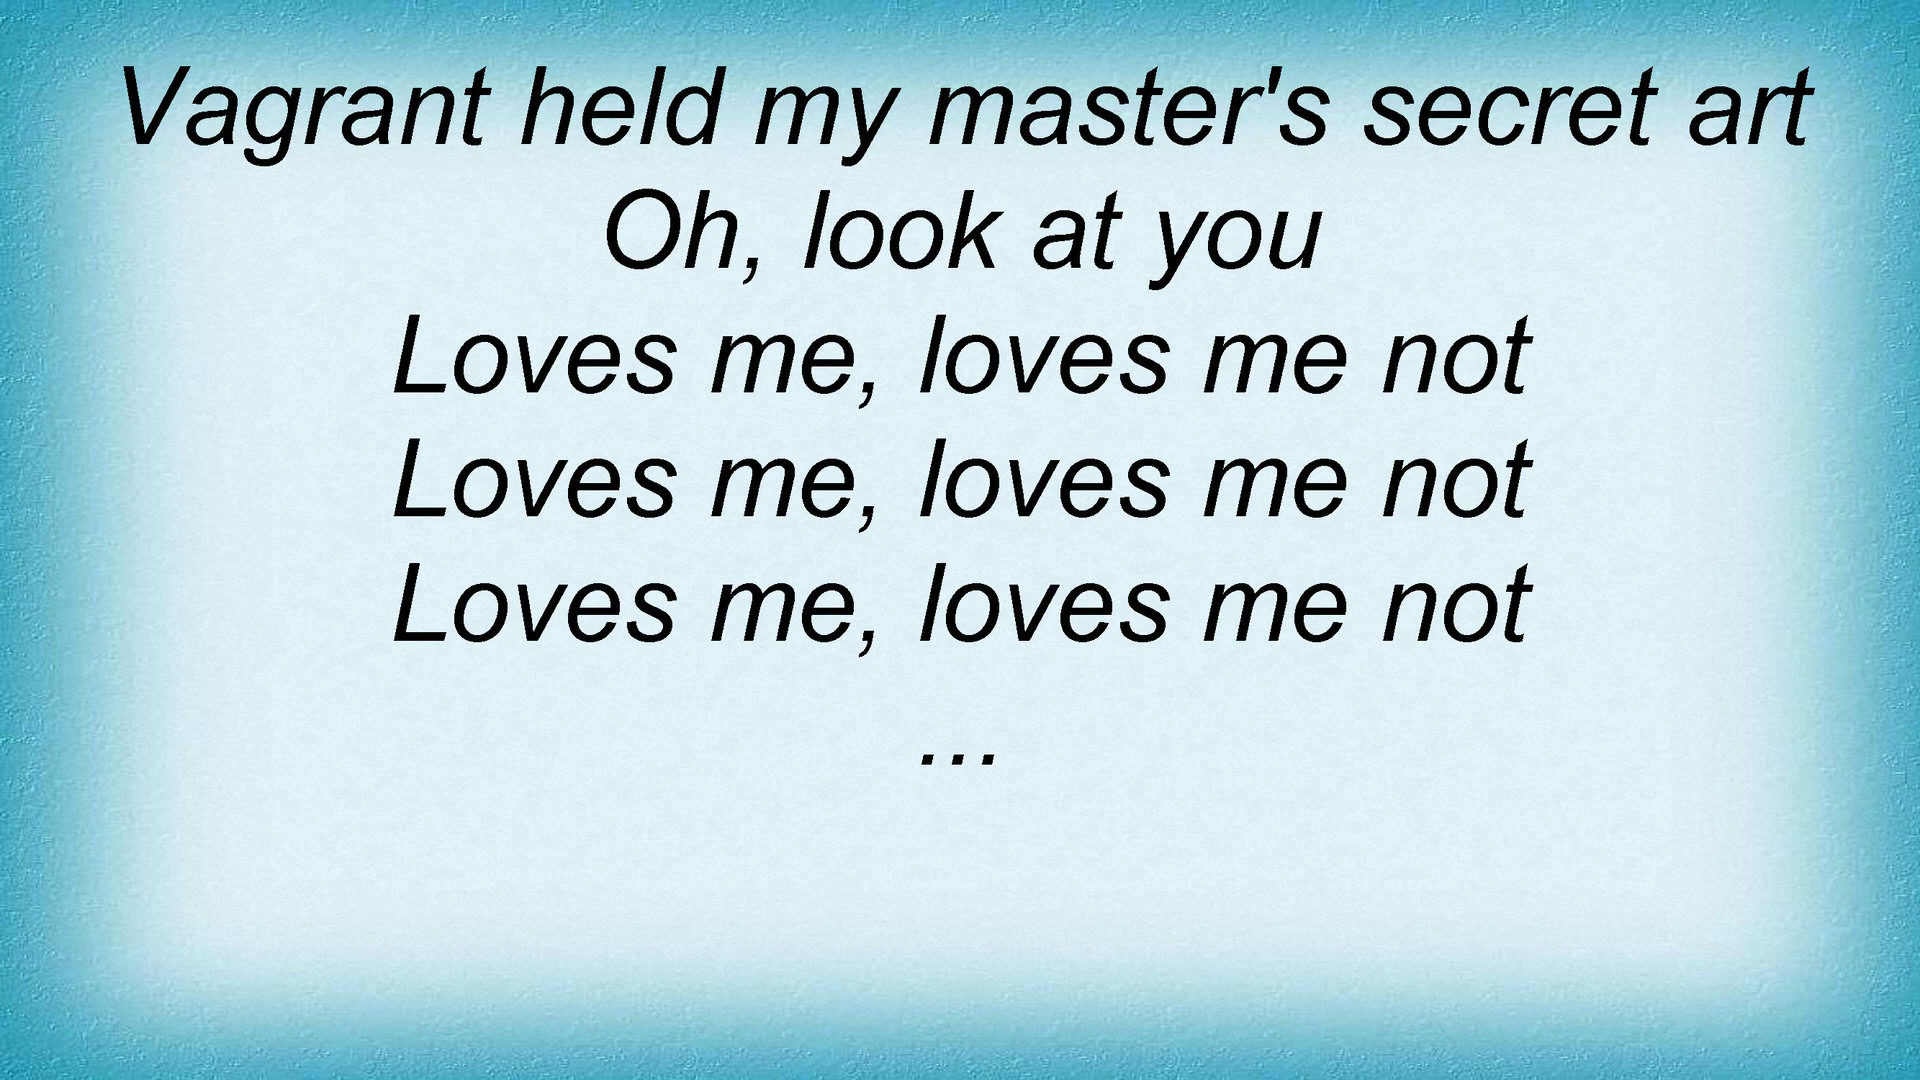 Vagrant held my master's secret art
Oh, look at you
Loves me, loves me not
Loves me, loves me not
Loves me, loves me not
...